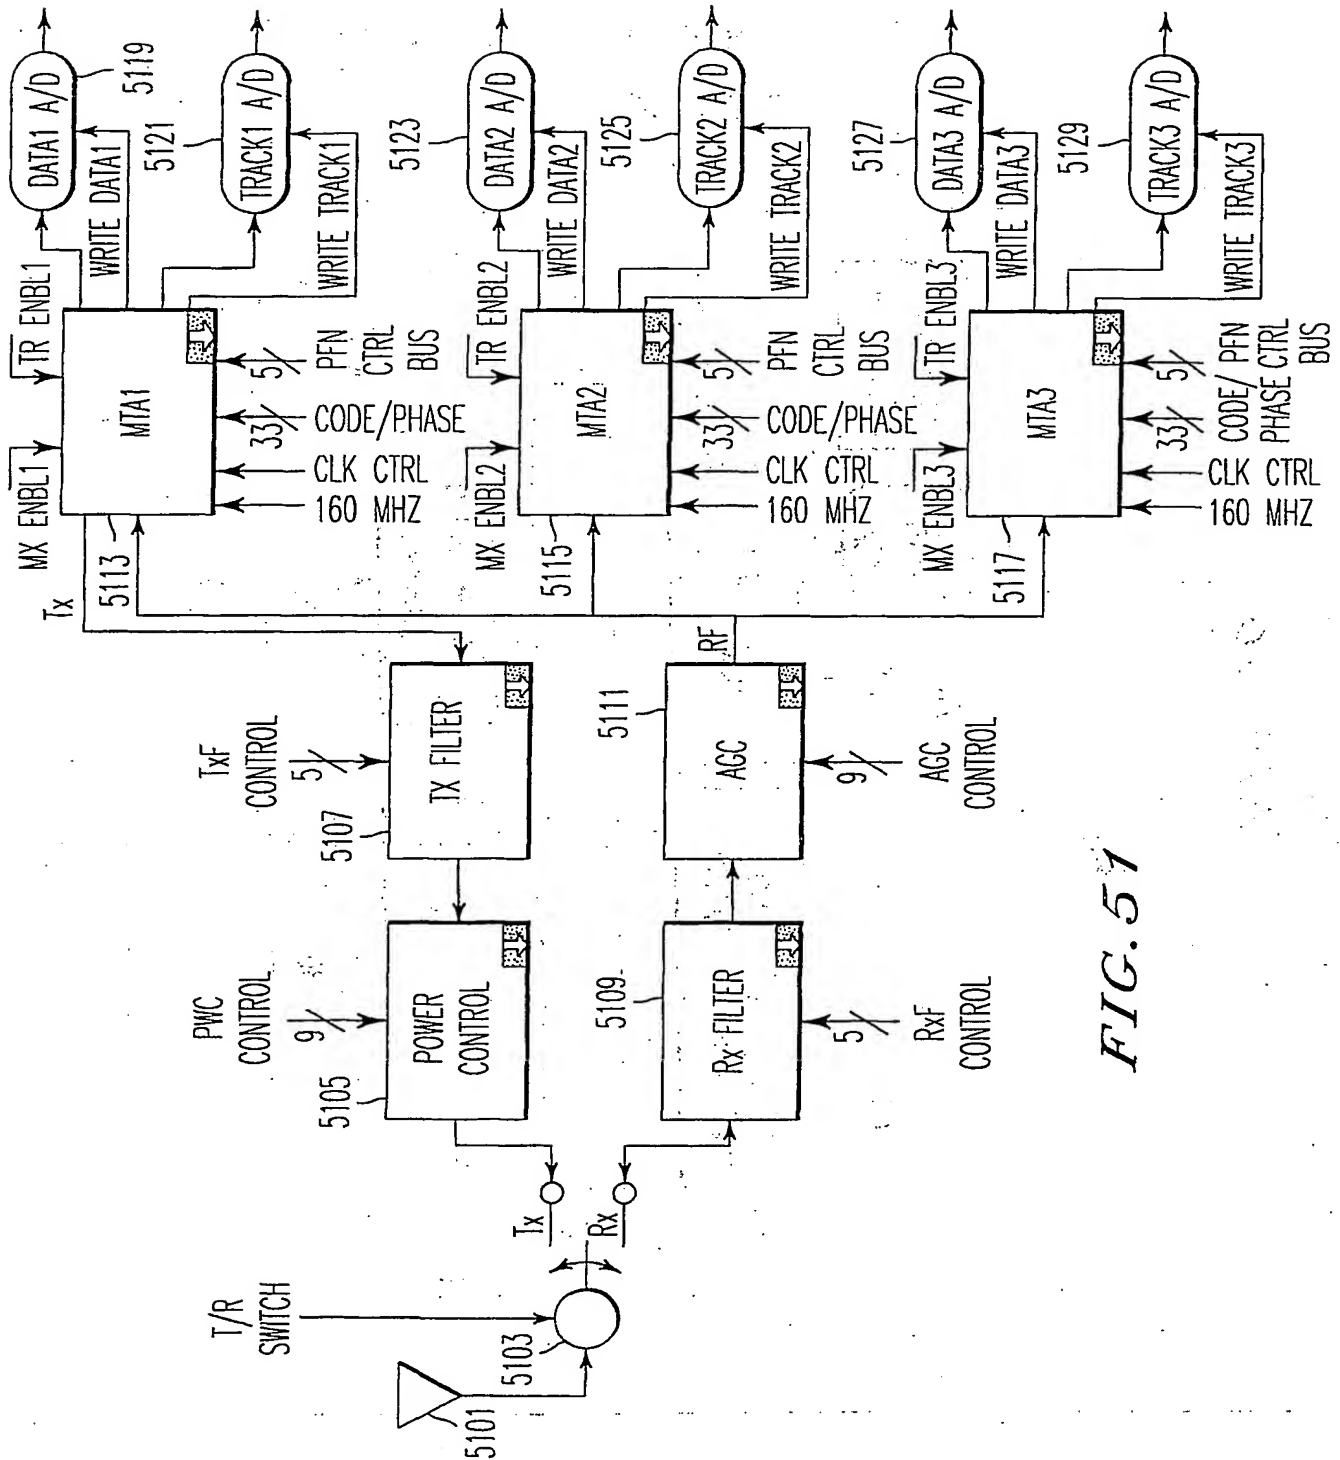 T/R
SWITCH
5101
5103
Tx
Rx
PWC
CONTROL
9
5105
POWER
CONTROL
TxF
CONTROL
5
5107
TX FILTER
5109
Rx FILTER
5
RxF
CONTROL
5111
AGC
9
AGC
CONTROL
RF
Tx
MX ENBL1
TR ENBL1
5113
MTA1
160 MHZ
CLK CTRL
33
CODE/PHASE
5
PFN
CTRL
BUS
WRITE DATA1
WRITE TRACK1
DATA1 A/D
5119
TRACK1 A/D
5121
MX ENBL2
TR ENBL2
5115
MTA2
160 MHZ
CLK CTRL
33
CODE/PHASE
5
PFN
CTRL
BUS
WRITE DATA2
WRITE TRACK2
DATA2 A/D
5123
TRACK2 A/D
5125
MX ENBL3
TR ENBL3
5117
MTA3
160 MHZ
CLK CTRL
33
CODE/
PHASE
5
PFN
CTRL
BUS
WRITE DATA3
WRITE TRACK3
DATA3 A/D
5127
TRACK3 A/D
5129
FIG. 51